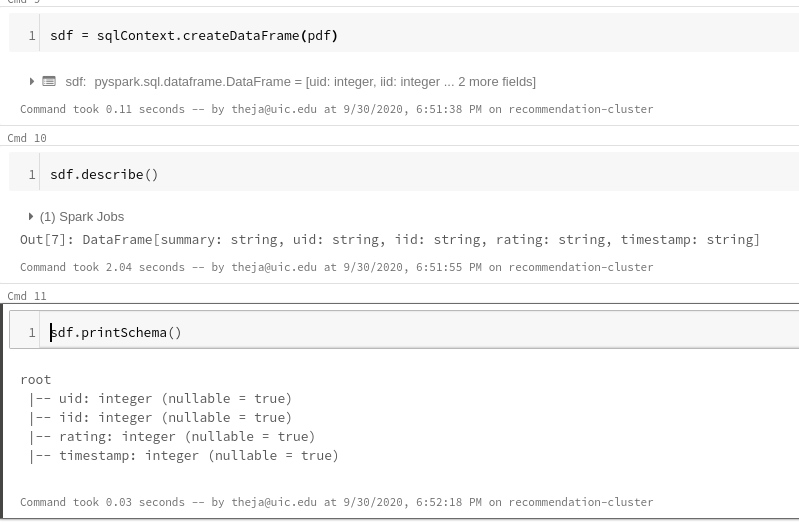 Cmd 9
1 sdf = sqlContext.createDataFrame(pdf)
sdf: pyspark.sql.dataframe.DataFrame = [uid: integer, iid: integer ... 2 more fields]
Command took 0.11 seconds -- by theja@uic.edu at 9/30/2020, 6:51:38 PM on recommendation-cluster
Cmd 10
1 sdf.describe()
(1) Spark Jobs
Out[7]: DataFrame[summary: string, uid: string, iid: string, rating: string, timestamp: string]
Command took 2.04 seconds -- by theja@uic.edu at 9/30/2020, 6:51:55 PM on recommendation-cluster
Cmd 11
1 sdf.printSchema()
root
|-- uid: integer (nullable = true)
|-- iid: integer (nullable = true)
|-- rating: integer (nullable = true)
|-- timestamp: integer (nullable = true)
Command took 0.03 seconds -- by theja@uic.edu at 9/30/2020, 6:52:18 PM on recommendation-cluster